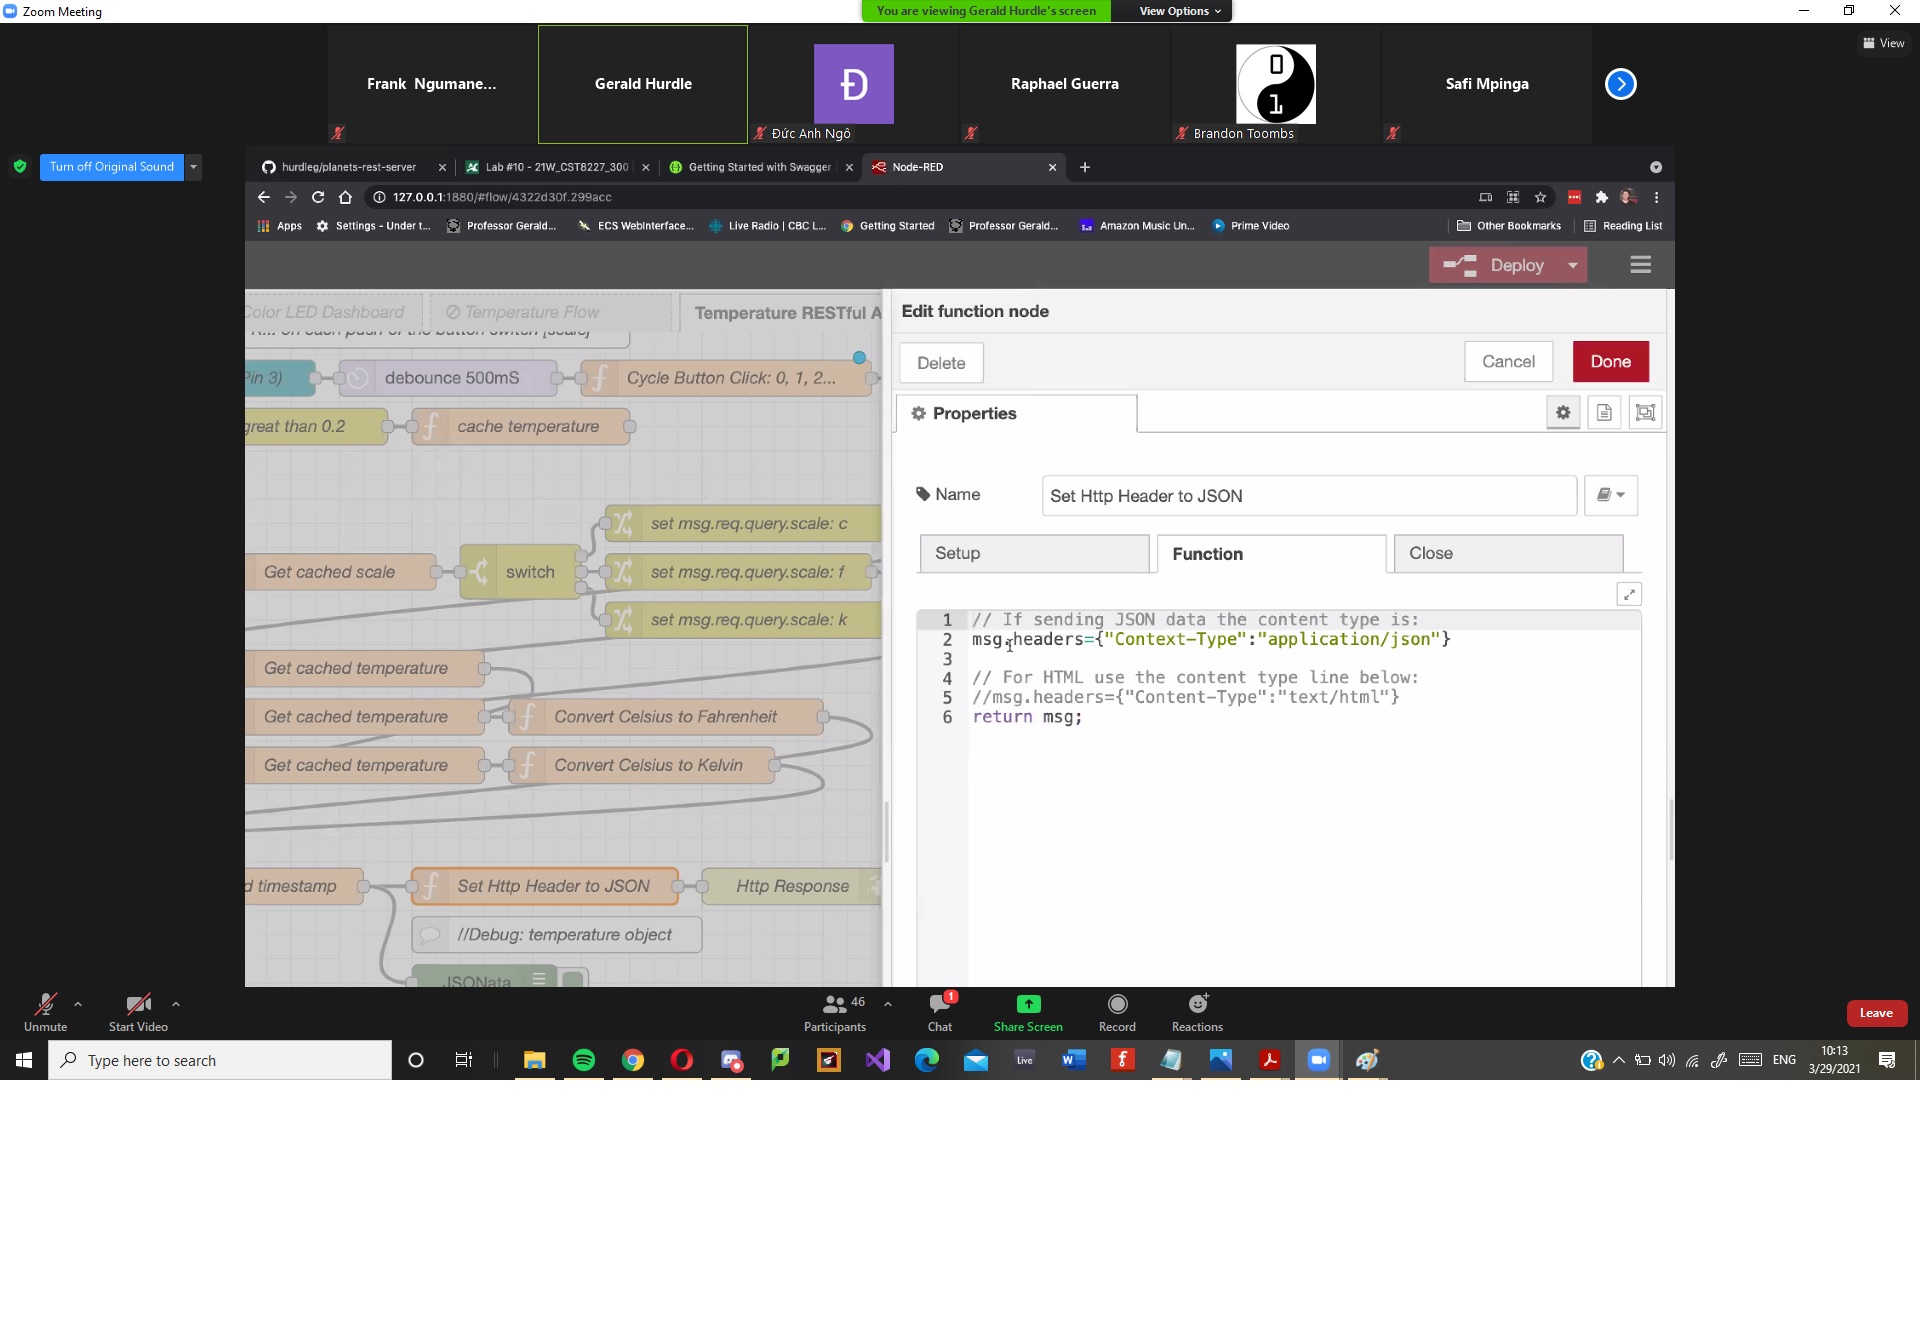 Zoom Meeting
You are viewing Gerald Hurdle's screen
View Options
View
Frank Ngumane...
Gerald Hurdle
Đ
Đức Anh Ngô
Raphael Guerra
0
1
Brandon Toombs
Safi Mpinga
Turn off Original Sound
hurdleg/planets-rest-server
Lab #10 - 21W_CST8227_300
Getting Started with Swagger
Node-RED
127.0.0.1:1880/#flow/4322d30f.299acc
Apps
Settings - Under t...
Professor Gerald...
ECS WebInterface...
Live Radio | CBC L...
Getting Started
Professor Gerald...
Amazon Music Un...
Prime Video
Other Bookmarks
Reading List
Deploy
Color LED Dashboard
Temperature Flow
Temperature RESTful A
K... on each push of the button switch [scale]
Pin 3)
debounce 500mS
Cycle Button Click: 0, 1, 2...
great than 0.2
cache temperature
set msg.req.query.scale: c
Get cached scale
switch
set msg.req.query.scale: f
set msg.req.query.scale: k
Get cached temperature
Get cached temperature
Convert Celsius to Fahrenheit
Get cached temperature
Convert Celsius to Kelvin
d timestamp
Set Http Header to JSON
Http Response
//Debug: temperature object
JSONata
Edit function node
Delete
Cancel
Done
Properties
Name
Set Http Header to JSON
Setup
Function
Close
1 // If sending JSON data the content type is:
2 msg.headers={"Context-Type":"application/json"}
3
4 // For HTML use the content type line below:
5 //msg.headers={"Content-Type":"text/html"}
6 return msg;
Unmute
Start Video
46
Participants
1
Chat
Share Screen
Record
Reactions
Leave
Type here to search
Live
ENG
10:13
3/29/2021